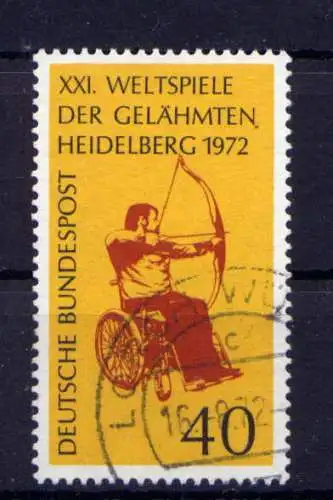 XXI. WELTSPIELE
DER GELÄHMTEN
HEIDELBERG 1972
DEUTSCHE BUNDESPOST
40